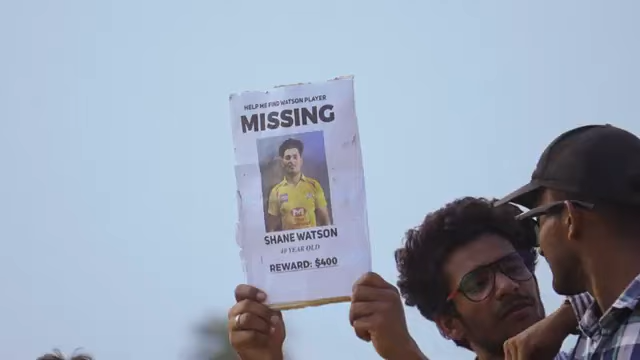 HELP ME FIND WATSON PLAYER
MISSING
SHANE WATSON
40 YEAR OLD
REWARD: $400